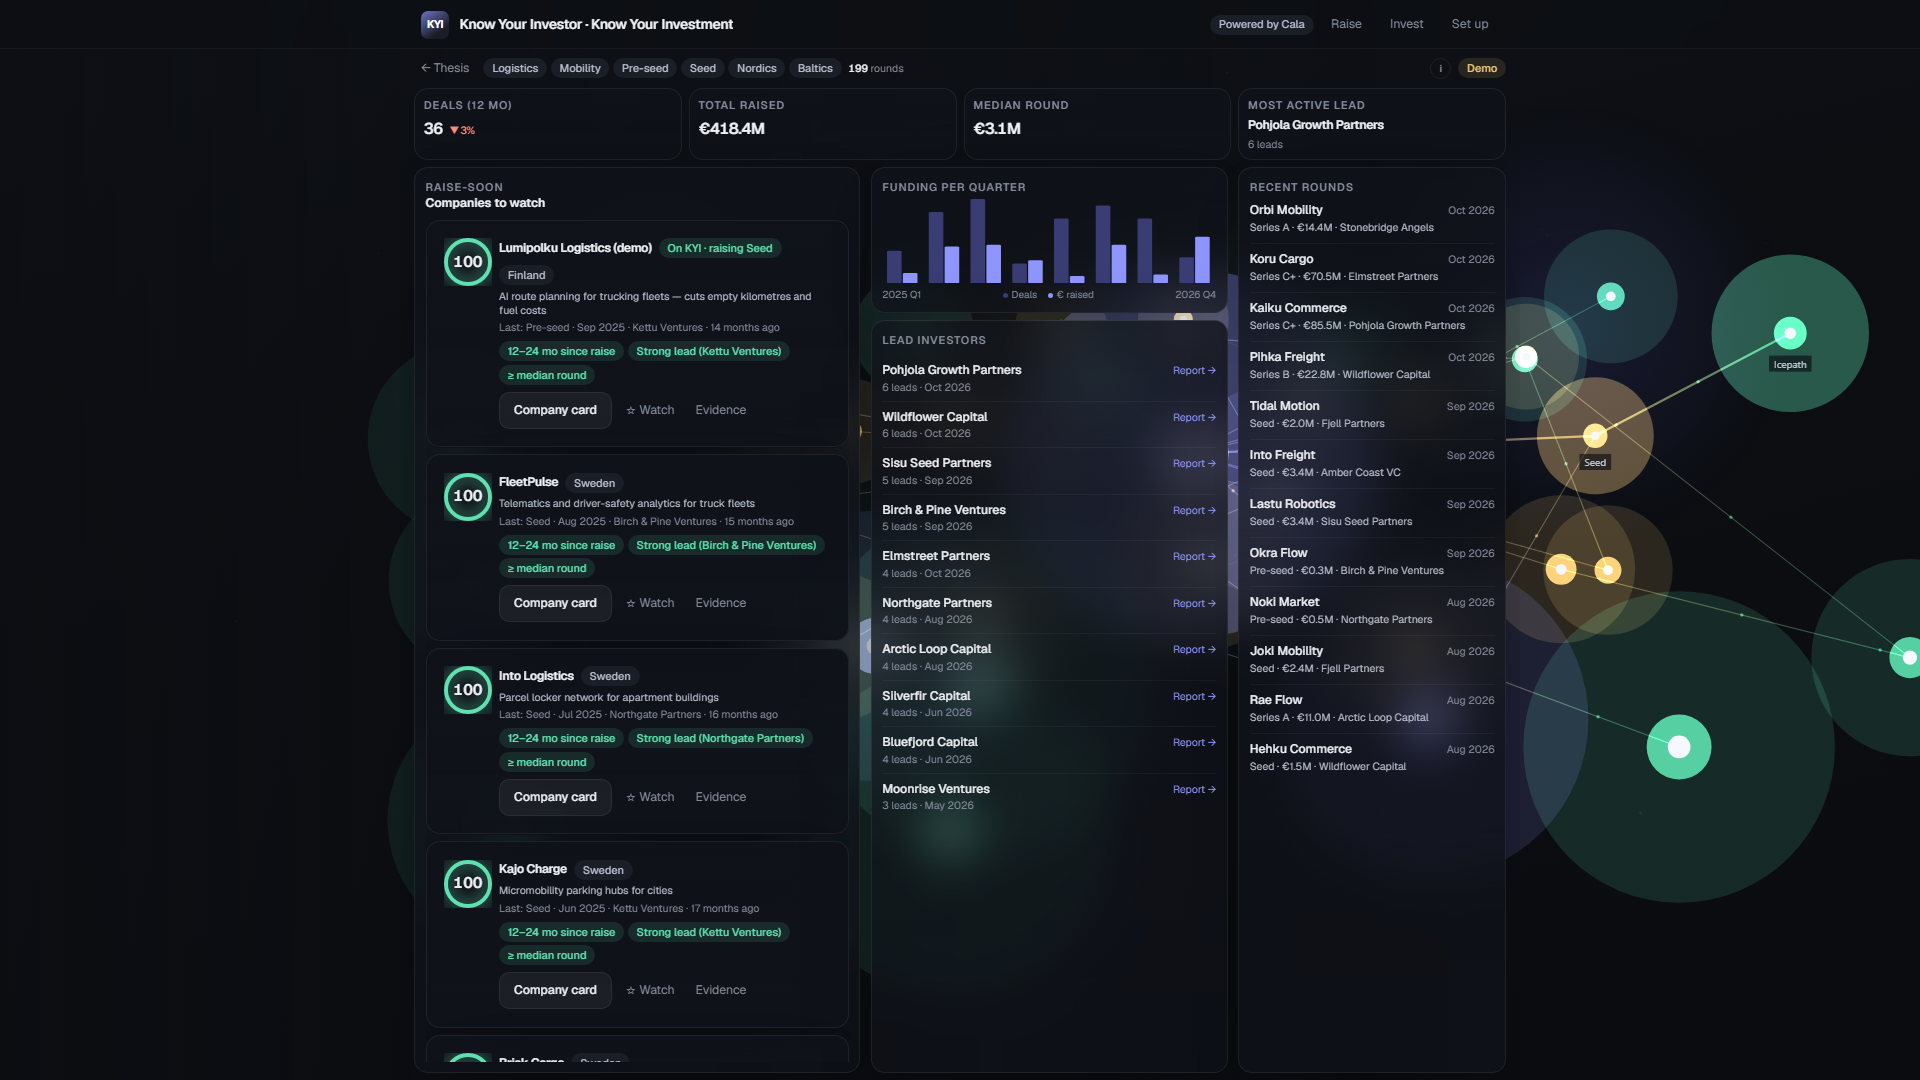 KYI Know Your Investor · Know Your Investment
Powered by Cala Raise Invest Set up
← Thesis Logistics Mobility Pre-seed Seed Nordics Baltics 199 rounds
i Demo
DEALS (12 MO)
36 ▼3%
TOTAL RAISED
€418.4M
MEDIAN ROUND
€3.1M
MOST ACTIVE LEAD
Pohjola Growth Partners
6 leads
RAISE-SOON
Companies to watch
100
Lumipolku Logistics (demo) On KYI · raising Seed
Finland
AI route planning for trucking fleets — cuts empty kilometres and
fuel costs
Last: Pre-seed · Sep 2025 · Kettu Ventures · 14 months ago
12–24 mo since raise Strong lead (Kettu Ventures)
≥ median round
Company card ☆ Watch Evidence
100
FleetPulse Sweden
Telematics and driver-safety analytics for truck fleets
Last: Seed · Aug 2025 · Birch & Pine Ventures · 15 months ago
12–24 mo since raise Strong lead (Birch & Pine Ventures)
≥ median round
Company card ☆ Watch Evidence
100
Into Logistics Sweden
Parcel locker network for apartment buildings
Last: Seed · Jul 2025 · Northgate Partners · 16 months ago
12–24 mo since raise Strong lead (Northgate Partners)
≥ median round
Company card ☆ Watch Evidence
100
Kajo Charge Sweden
Micromobility parking hubs for cities
Last: Seed · Jun 2025 · Kettu Ventures · 17 months ago
12–24 mo since raise Strong lead (Kettu Ventures)
≥ median round
Company card ☆ Watch Evidence
FUNDING PER QUARTER
2025 Q1 Deals € raised 2026 Q4
LEAD INVESTORS
Pohjola Growth Partners Report →
6 leads · Oct 2026
Wildflower Capital Report →
6 leads · Oct 2026
Sisu Seed Partners Report →
5 leads · Sep 2026
Birch & Pine Ventures Report →
5 leads · Sep 2026
Elmstreet Partners Report →
4 leads · Oct 2026
Northgate Partners Report →
4 leads · Aug 2026
Arctic Loop Capital Report →
4 leads · Aug 2026
Silverfir Capital Report →
4 leads · Jun 2026
Bluefjord Capital Report →
4 leads · Jun 2026
Moonrise Ventures Report →
3 leads · May 2026
RECENT ROUNDS
Orbi Mobility Oct 2026
Series A · €14.4M · Stonebridge Angels
Koru Cargo Oct 2026
Series C+ · €70.5M · Elmstreet Partners
Kaiku Commerce Oct 2026
Series C+ · €85.5M · Pohjola Growth Partners
Pihka Freight Oct 2026
Series B · €22.8M · Wildflower Capital
Tidal Motion Sep 2026
Seed · €2.0M · Fjell Partners
Into Freight Sep 2026
Seed · €3.4M · Amber Coast VC
Lastu Robotics Sep 2026
Seed · €3.4M · Sisu Seed Partners
Okra Flow Sep 2026
Pre-seed · €0.3M · Birch & Pine Ventures
Noki Market Aug 2026
Pre-seed · €0.5M · Northgate Partners
Joki Mobility Aug 2026
Seed · €2.4M · Fjell Partners
Rae Flow Aug 2026
Series A · €11.0M · Arctic Loop Capital
Hehku Commerce Aug 2026
Seed · €1.5M · Wildflower Capital
Icepath
Seed